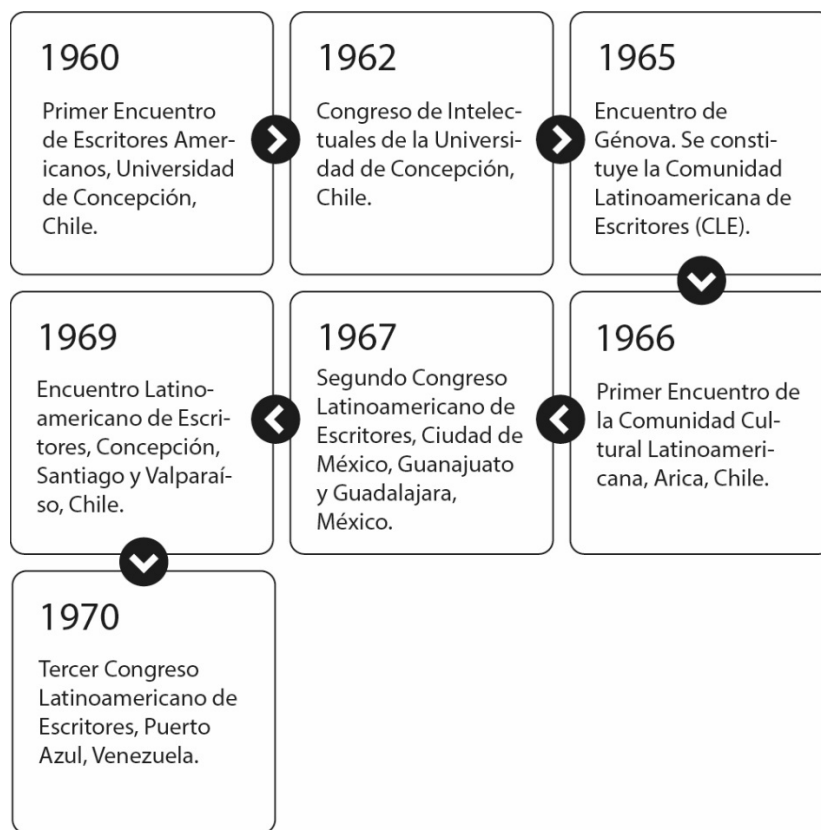 1960
Primer Encuentro
de Escritores Amer-
icanos, Universidad
de Concepción,
Chile.
1962
Congreso de Intelec-
tuales de la Universi-
dad de Concepción,
Chile.
1965
Encuentro de
Génova. Se consti-
tuye la Comunidad
Latinoamericana de
Escritores (CLE).
1966
Primer Encuentro de
la Comunidad Cul-
tural Latinoameri-
cana, Arica, Chile.
1967
Segundo Congreso
Latinoamericano de
Escritores, Ciudad de
México, Guanajuato
y Guadalajara,
México.
1969
Encuentro Latino-
americano de Escri-
tores, Concepción,
Santiago y Valparaí-
so, Chile.
1970
Tercer Congreso
Latinoamericano de
Escritores, Puerto
Azul, Venezuela.